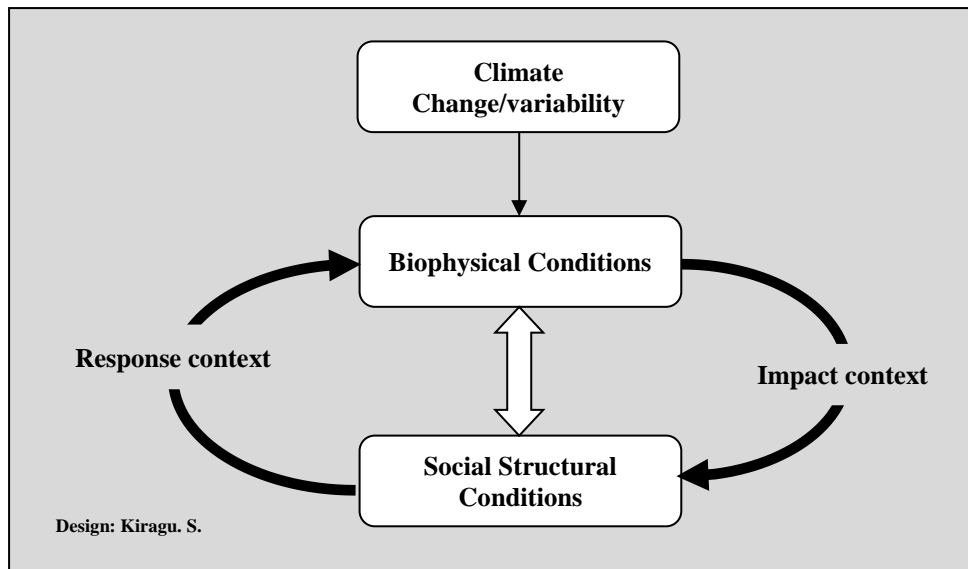 Climate
Change/variability
Biophysical Conditions
Response context
Impact context
Social Structural
Conditions
Design: Kiragu. S.